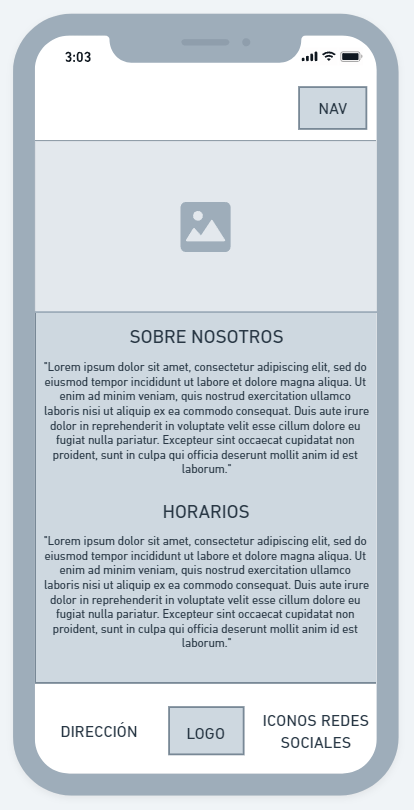 3:03
NAV
SOBRE NOSOTROS
"Lorem ipsum dolor sit amet, consectetur adipiscing elit, sed do
eiusmod tempor incididunt ut labore et dolore magna aliqua. Ut
enim ad minim veniam, quis nostrud exercitation ullamco
laboris nisi ut aliquip ex ea commodo consequat. Duis aute irure
dolor in reprehenderit in voluptate velit esse cillum dolore eu
fugiat nulla pariatur. Excepteur sint occaecat cupidatat non
proident, sunt in culpa qui officia deserunt mollit anim id est
laborum."
HORARIOS
"Lorem ipsum dolor sit amet, consectetur adipiscing elit, sed do
eiusmod tempor incididunt ut labore et dolore magna aliqua. Ut
enim ad minim veniam, quis nostrud exercitation ullamco
laboris nisi ut aliquip ex ea commodo consequat. Duis aute irure
dolor in reprehenderit in voluptate velit esse cillum dolore eu
fugiat nulla pariatur. Excepteur sint occaecat cupidatat non
proident, sunt in culpa qui officia deserunt mollit anim id est
laborum."
DIRECCIÓN
LOGO
ICONOS REDES
SOCIALES